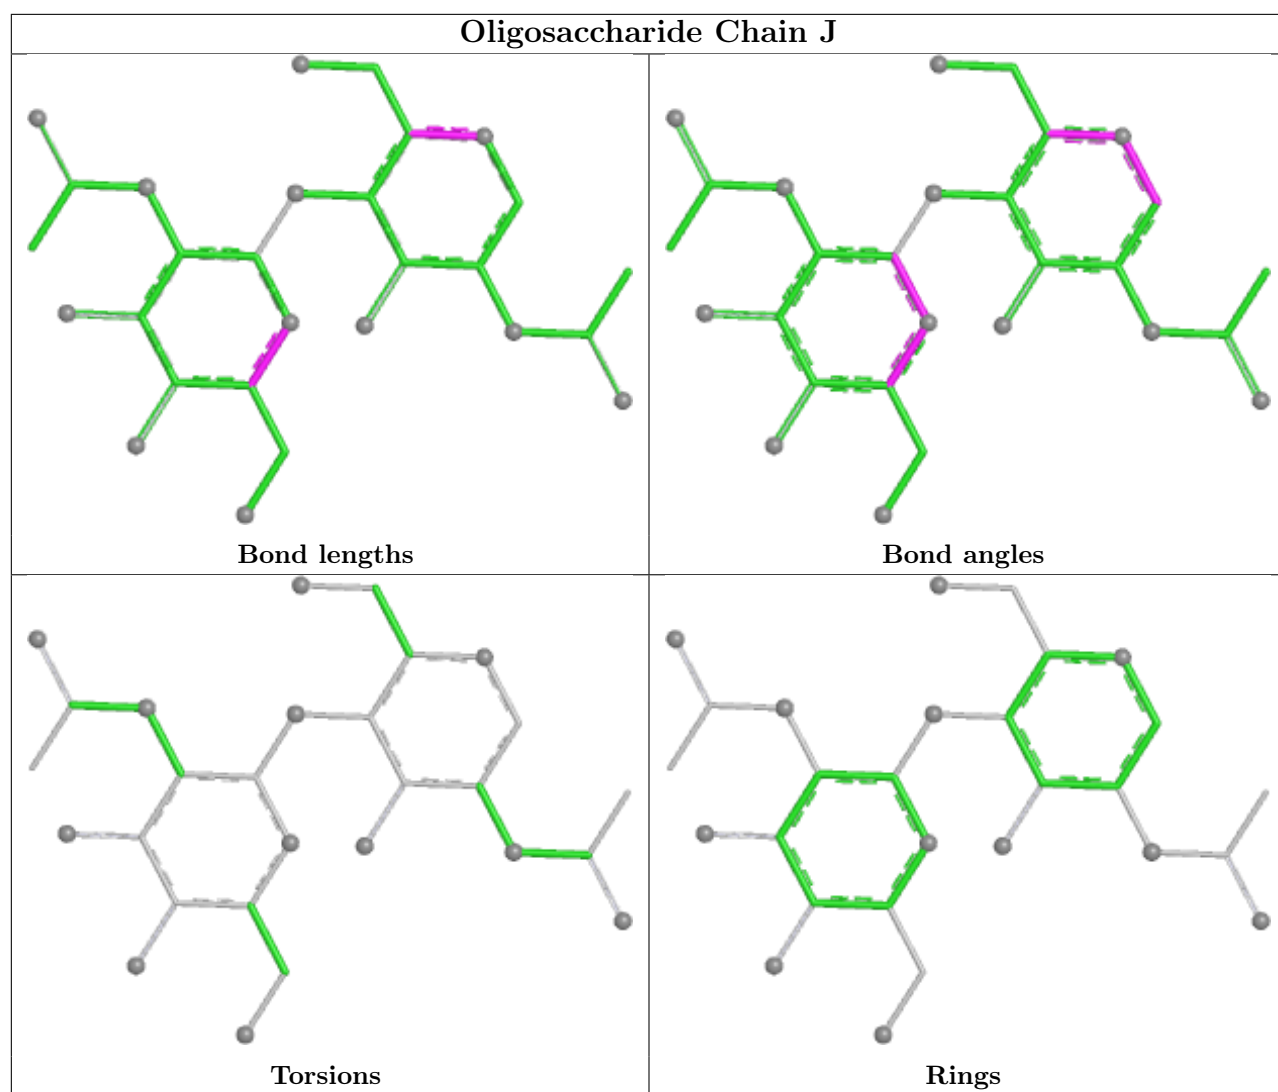 Oligosaccharide Chain J
Bond lengths
Bond angles
Torsions
Rings